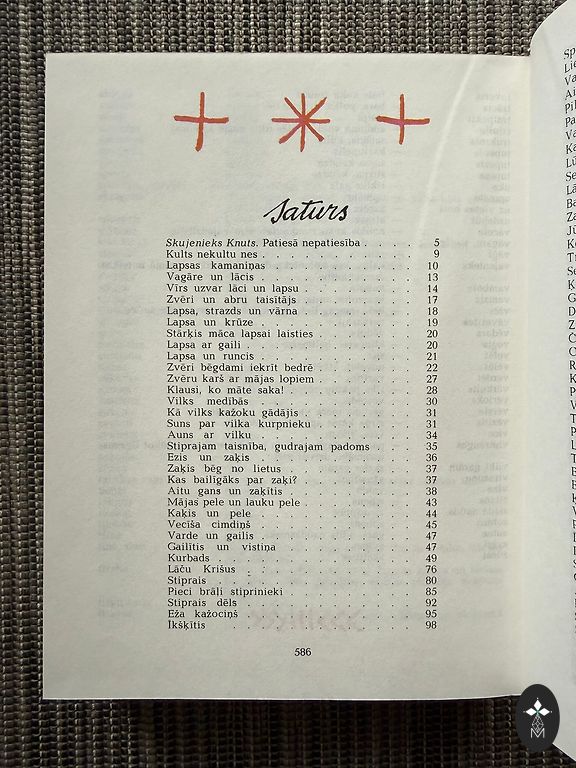 Saturs
Skujenieks Knuts. Patiesā nepatiesība . . . . 5
Kults nekultu nes . . . . . . . . . . . 9
Lapsas kamaniņas . . . . . . . . . . 10
Vagāre un lācis . . . . . . . . . . . 13
Vīrs uzvar lāci un lapsu . . . . . . . . 14
Zvēri un abru taisītājs . . . . . . . . 17
Lapsa, strazds un vārna . . . . . . . . 18
Lapsa un krūze . . . . . . . . . . . 19
Stārķis māca lapsai laisties . . . . . . . 20
Lapsa ar gaili . . . . . . . . . . . 20
Lapsa un runcis . . . . . . . . . . . 21
Zvēri bēgdami iekrīt bedrē . . . . . . . 22
Zvēru karš ar mājas lopiem . . . . . . . 27
Klausi, ko māte saka! . . . . . . . . . 28
Vilks medībās . . . . . . . . . . . 30
Kā vilks kažoku gādājis . . . . . . . . 31
Suns par vilka kurpnieku . . . . . . . 31
Auns ar vilku . . . . . . . . . . . 34
Stiprajam taisnība, gudrajam padoms . . . . 35
Ezis un zaķis . . . . . . . . . . . 36
Zaķis bēg no lietus . . . . . . . . . 37
Kas bailīgāks par zaķi? . . . . . . . . 37
Aitu gans un zaķītis . . . . . . . . . 38
Mājas pele un lauku pele . . . . . . . . 43
Kaķis un pele . . . . . . . . . . . 44
Vecīša cimdiņš . . . . . . . . . . . 45
Varde un gailis . . . . . . . . . . . 47
Gailītis un vistiņa . . . . . . . . . . 47
Kurbads . . . . . . . . . . . . . 49
Lāču Krišus . . . . . . . . . . . . 76
Stiprais . . . . . . . . . . . . . 80
Pieci brāļi stiprinieki . . . . . . . . . 85
Stiprais dēls . . . . . . . . . . . . 92
Eža kažociņš . . . . . . . . . . . . 95
Īkšķītis . . . . . . . . . . . . . 98
586